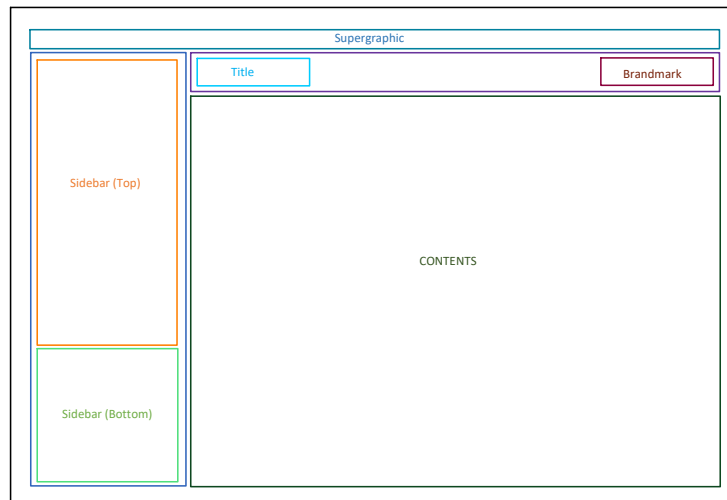 Supergraphic
Title
Brandmark
Sidebar (Top)
CONTENTS
Sidebar (Bottom)